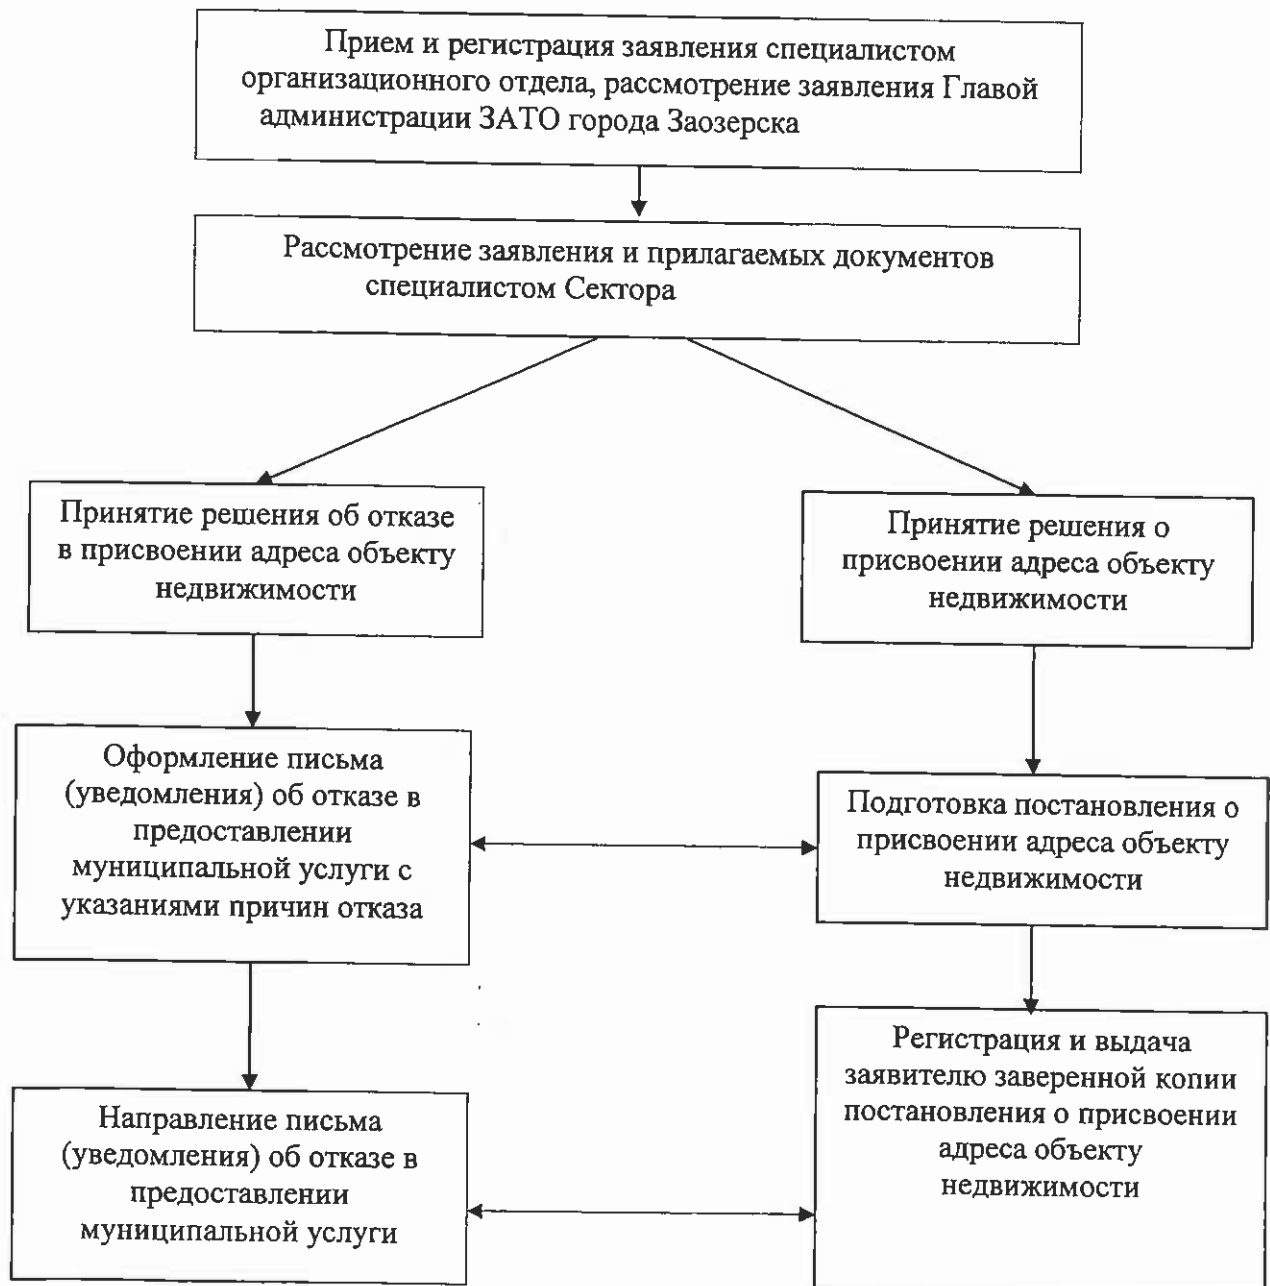 Прием и регистрация заявления специалистом
организационного отдела, рассмотрение заявления Главой
администрации ЗАТО города Заозерска
Рассмотрение заявления и прилагаемых документов
специалистом Сектора
Принятие решения об отказе
в присвоении адреса объекту
недвижимости
Принятие решения о
присвоении адреса объекту
недвижимости
Оформление письма
(уведомления) об отказе в
предоставлении
муниципальной услуги с
указаниями причин отказа
Подготовка постановления о
присвоении адреса объекту
недвижимости
Направление письма
(уведомления) об отказе в
предоставлении
муниципальной услуги
Регистрация и выдача
заявителю заверенной копии
постановления о присвоении
адреса объекту
недвижимости